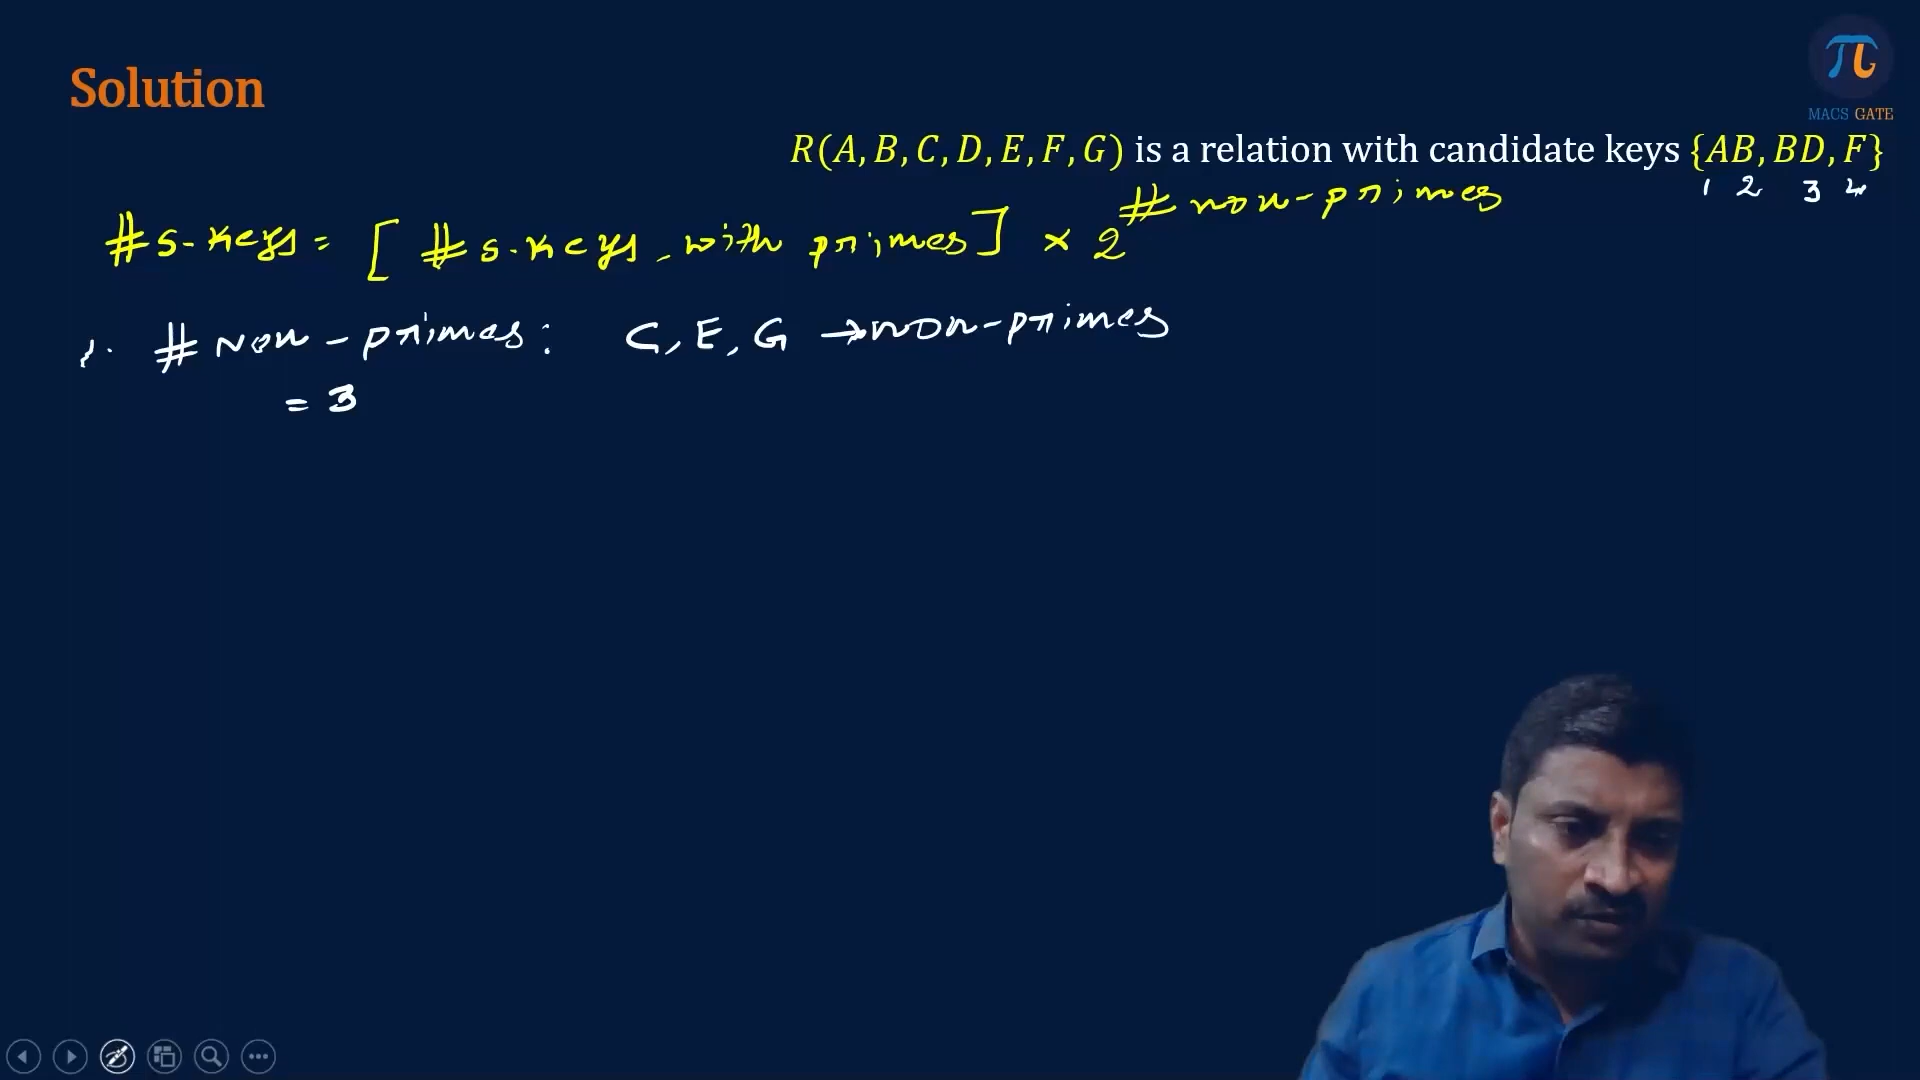 Solution
MACS GATE
R(A, B, C, D, E, F, G) is a relation with candidate keys {AB, BD, F}
1 2 3 4
#s-keys = [ #s-keys with primes ] × 2^# non-primes
1. # Non-primes: C, E, G → non-primes
= 3